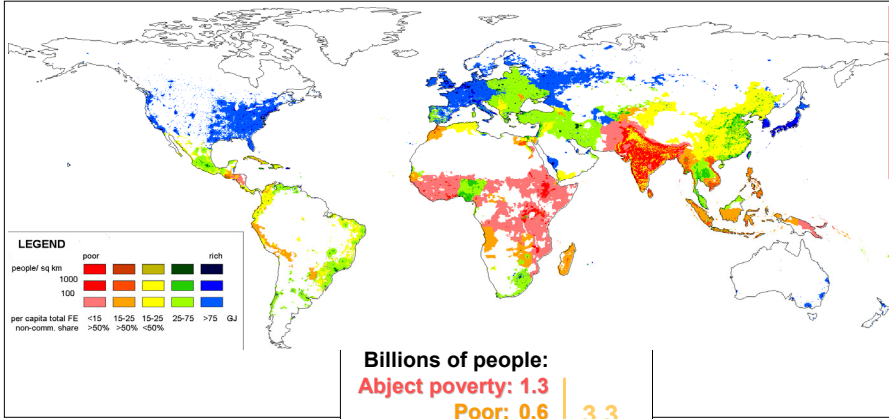 LEGEND
poor rich
people/ sq km
1000
100
per capita total FE <15 15-25 15-25 25-75 >75 GJ
non-comm. share >50% >50% <50%
Billions of people:
Abject poverty: 1.3
Poor: 0.6
3.3